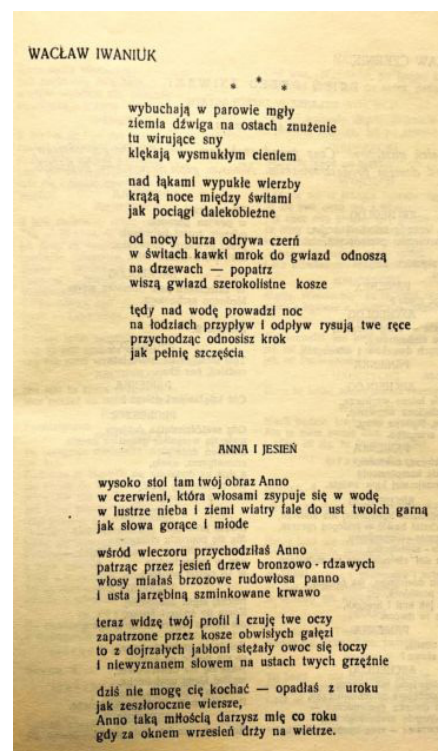 WACŁAW IWANIUK
* * *
wybuchają w parowie mgły
ziemia dźwiga na ostach znużenie
tu wirujące sny
klękają wysmukłym cieniem
nad łąkami wypukłe wierzby
krążą noce między świtami
jak pociągi dalekobieżne
od nocy burza odrywa czerń
w świtach kawki mrok do gwiazd odnoszą
na drzewach — popatrz
wiszą gwiazd szerokolistne kosze
tędy nad wodę prowadzi noc
na łodziach przypływ i odpływ rysują twe ręce
przychodząc odnosisz krok
jak pełnię szczęścia
ANNA I JESIEŃ
wysoko stoi tam twój obraz Anno
w czerwieni, która włosami zsypuje się w wodę
w lustrze nieba i ziemi wiatry fale do ust twoich garną
jak słowa gorące i młode
wśród wieczoru przychodziłaś Anno
patrząc przez jesień drzew bronzowo - rdzawych
włosy miałaś brzozowe rudowłosa panno
i usta jarzębiną szminkowane krwawo
teraz widzę twój profil i czuję twe oczy
zapatrzone przez kosze obwisłych gałęzi
to z dojrzałych jabłoni stężały owoc się toczy
i niewyznanem słowem na ustach twych grzęźnie
dziś nie mogę cię kochać — opadłaś z uroku
jak zeszłoroczne wiersze,
Anno taką miłością darzysz mię co roku
gdy za oknem wrzesień drży na wietrze.